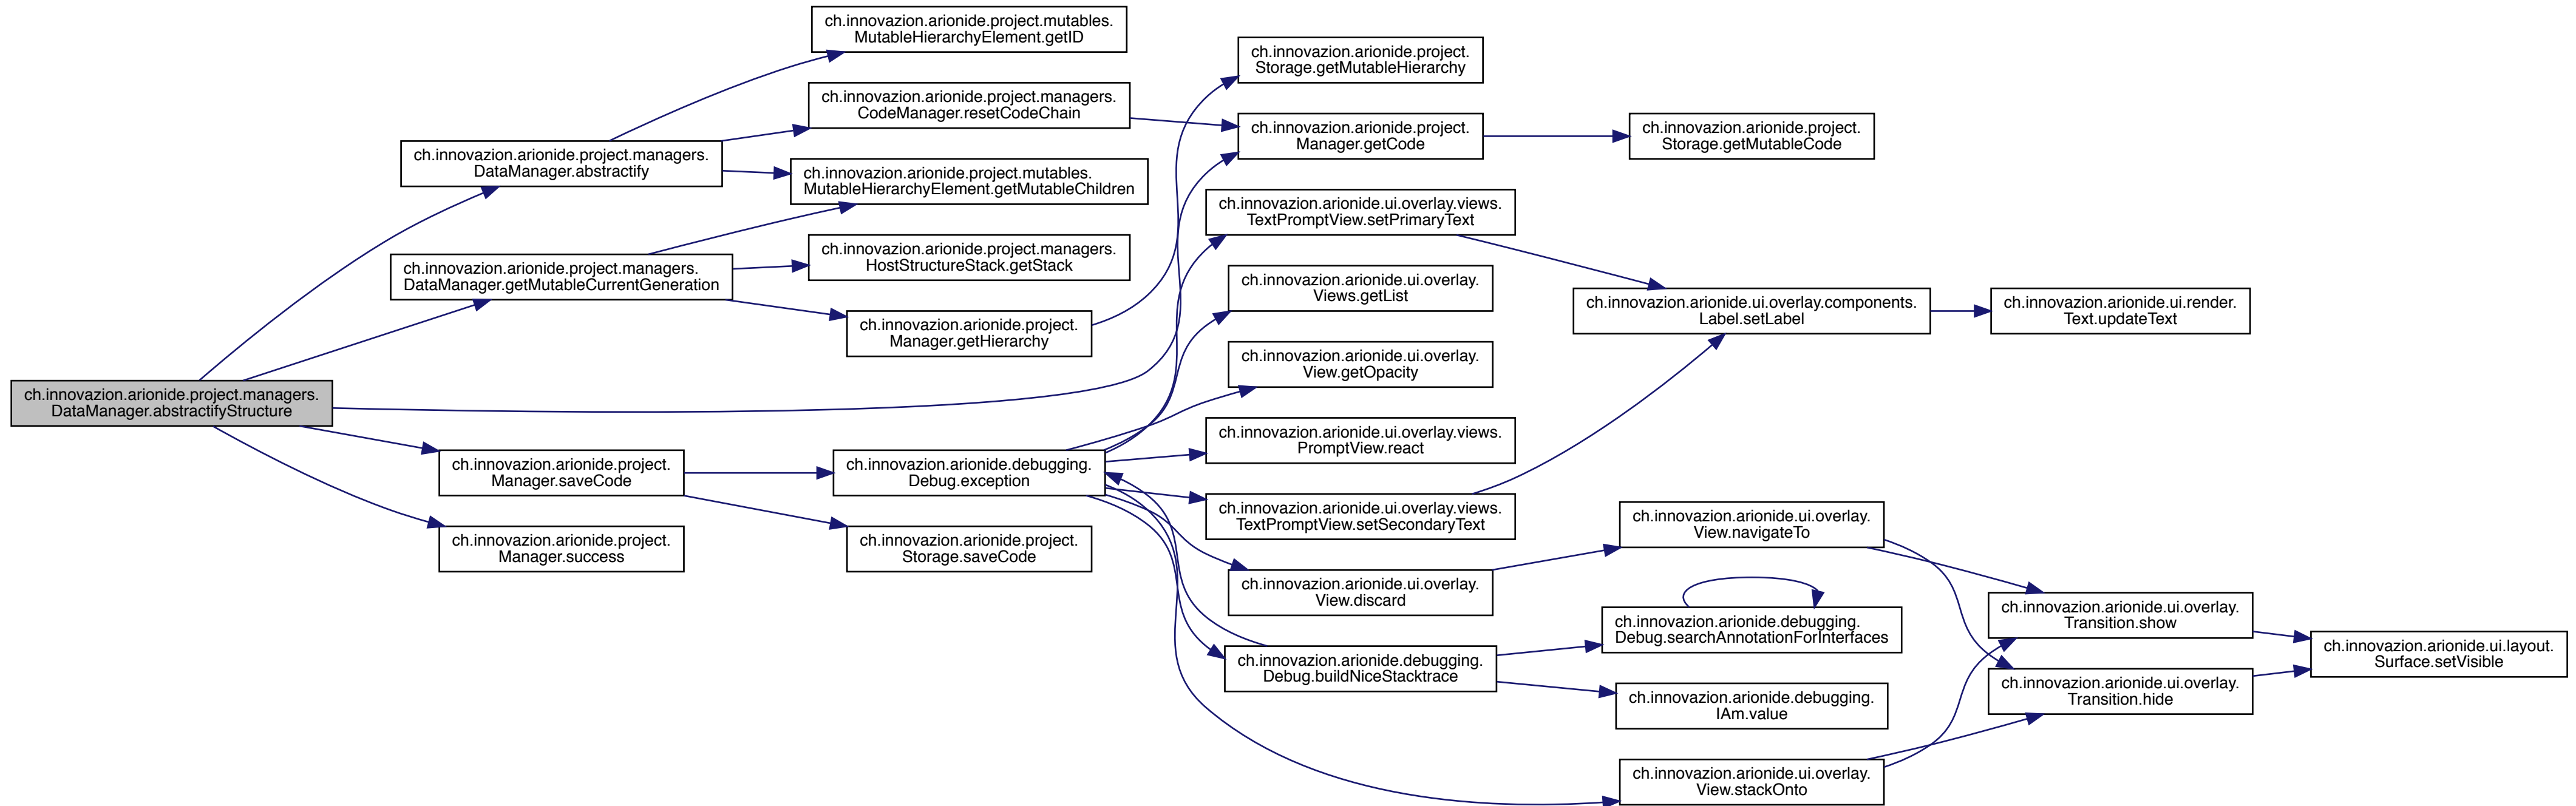 ch.innovazion.arionide.project.managers.
DataManager.abstractifyStructure
ch.innovazion.arionide.project.managers.
DataManager.abstractify
ch.innovazion.arionide.project.managers.
DataManager.getMutableCurrentGeneration
ch.innovazion.arionide.project.
Manager.saveCode
ch.innovazion.arionide.project.
Manager.success
ch.innovazion.arionide.project.mutables.
MutableHierarchyElement.getID
ch.innovazion.arionide.project.managers.
CodeManager.resetCodeChain
ch.innovazion.arionide.project.mutables.
MutableHierarchyElement.getMutableChildren
ch.innovazion.arionide.project.managers.
HostStructureStack.getStack
ch.innovazion.arionide.project.
Manager.getHierarchy
ch.innovazion.arionide.debugging.
Debug.exception
ch.innovazion.arionide.project.
Storage.saveCode
ch.innovazion.arionide.project.
Storage.getMutableHierarchy
ch.innovazion.arionide.project.
Manager.getCode
ch.innovazion.arionide.ui.overlay.views.
TextPromptView.setPrimaryText
ch.innovazion.arionide.ui.overlay.
Views.getList
ch.innovazion.arionide.ui.overlay.
View.getOpacity
ch.innovazion.arionide.ui.overlay.views.
PromptView.react
ch.innovazion.arionide.ui.overlay.views.
TextPromptView.setSecondaryText
ch.innovazion.arionide.ui.overlay.
View.discard
ch.innovazion.arionide.debugging.
Debug.buildNiceStacktrace
ch.innovazion.arionide.project.
Storage.getMutableCode
ch.innovazion.arionide.ui.overlay.components.
Label.setLabel
ch.innovazion.arionide.ui.overlay.
View.navigateTo
ch.innovazion.arionide.debugging.
Debug.searchAnnotationForInterfaces
ch.innovazion.arionide.debugging.
IAm.value
ch.innovazion.arionide.ui.overlay.
View.stackOnto
ch.innovazion.arionide.ui.render.
Text.updateText
ch.innovazion.arionide.ui.overlay.
Transition.show
ch.innovazion.arionide.ui.overlay.
Transition.hide
ch.innovazion.arionide.ui.layout.
Surface.setVisible